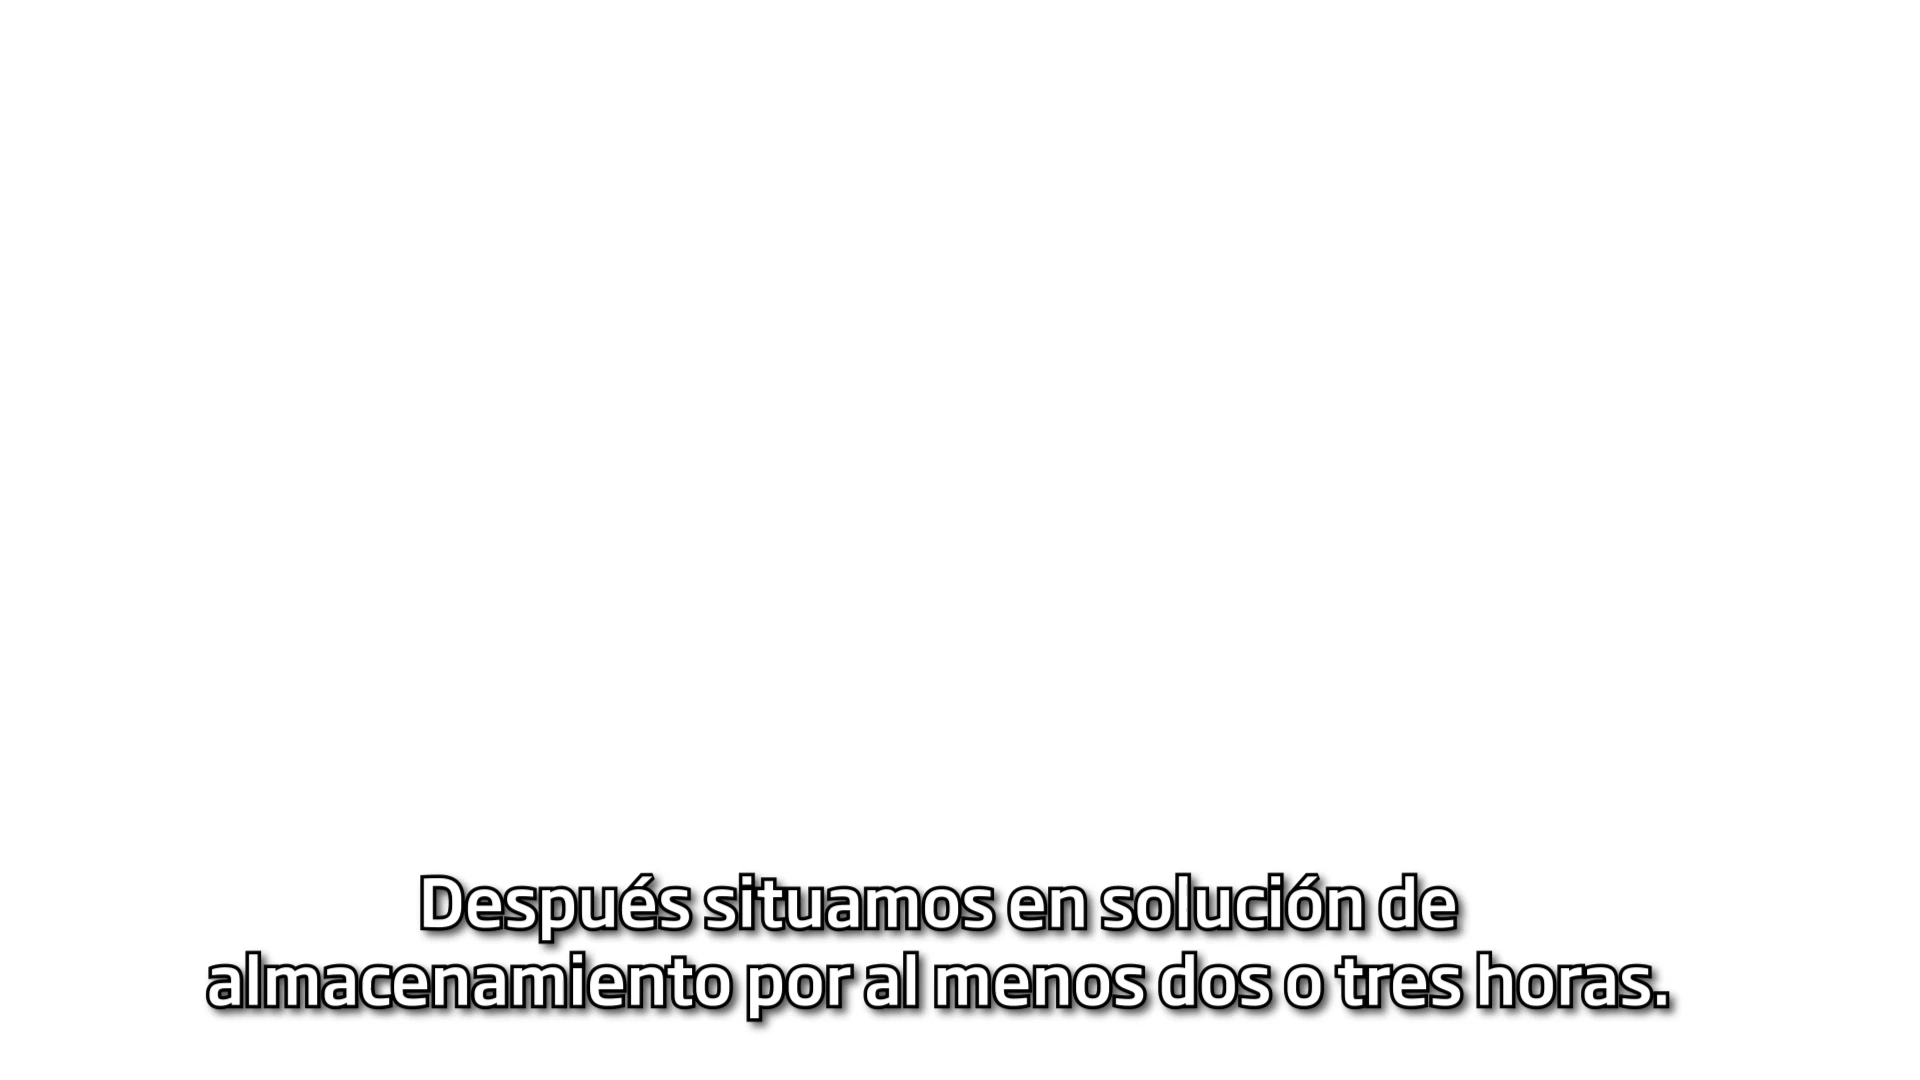 Después situamos en solución de
almacenamiento por al menos dos o tres horas.